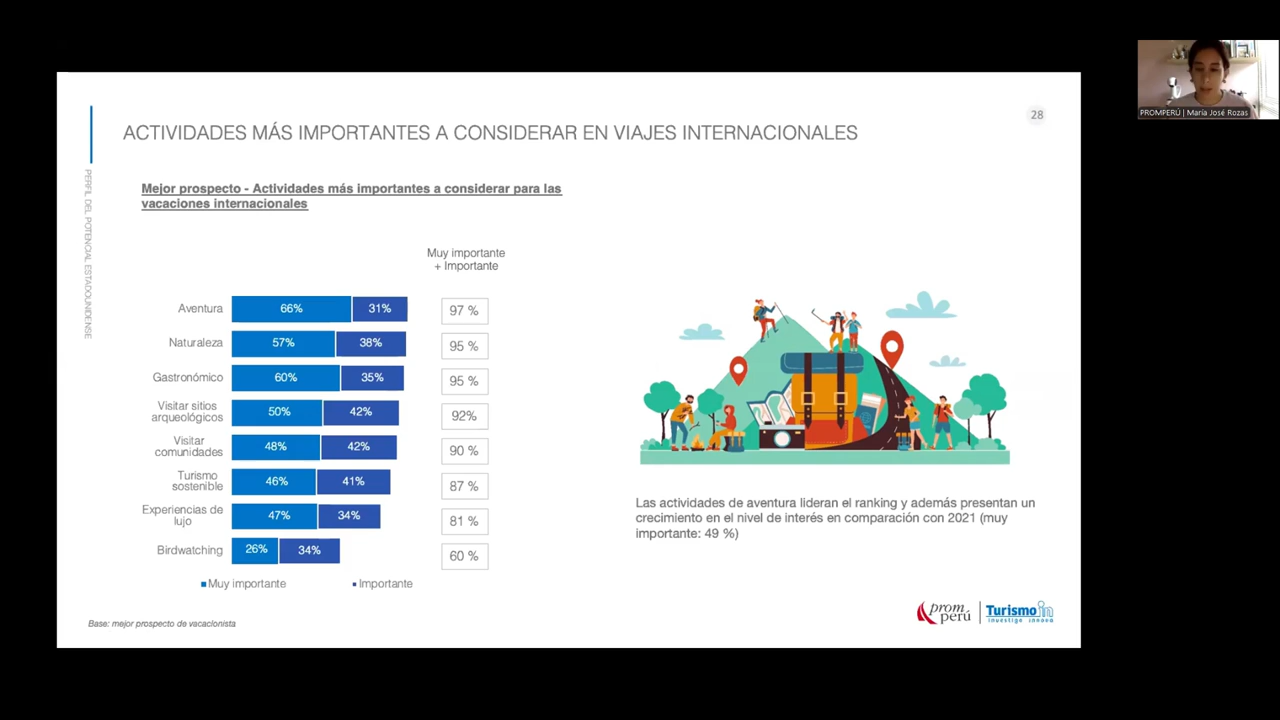 28
ACTIVIDADES MÁS IMPORTANTES A CONSIDERAR EN VIAJES INTERNACIONALES
PERFIL DEL POTENCIAL ESTADOUNIDENSE
Mejor prospecto - Actividades más importantes a considerar para las
vacaciones internacionales
Muy importante
+ Importante
Aventura 66% 31% 97 %
Naturaleza 57% 38% 95 %
Gastronómico 60% 35% 95 %
Visitar sitios
arqueológicos 50% 42% 92%
Visitar
comunidades 48% 42% 90 %
Turismo
sostenible 46% 41% 87 %
Experiencias de
lujo 47% 34% 81 %
Birdwatching 26% 34% 60 %
Muy importante Importante
Las actividades de aventura lideran el ranking y además presentan un
crecimiento en el nivel de interés en comparación con 2021 (muy
importante: 49 %)
Base: mejor prospecto de vacacionista
prom
perú
Turismo in
investiga innova
PROMPERÚ | María José Rozas